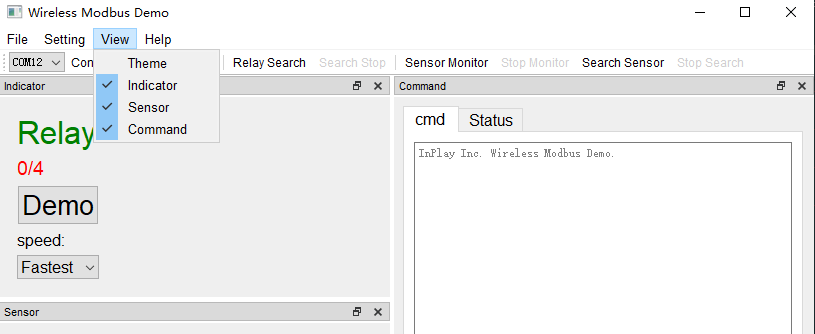 Wireless Modbus Demo
File Setting View Help
COM12 Con Relay Search Search Stop Sensor Monitor Stop Monitor Search Sensor Stop Search
Theme
Indicator
Sensor
Command
Indicator
Command
Relay
0/4
Demo
speed:
Fastest
Sensor
cmd Status
InPlay Inc. Wireless Modbus Demo.